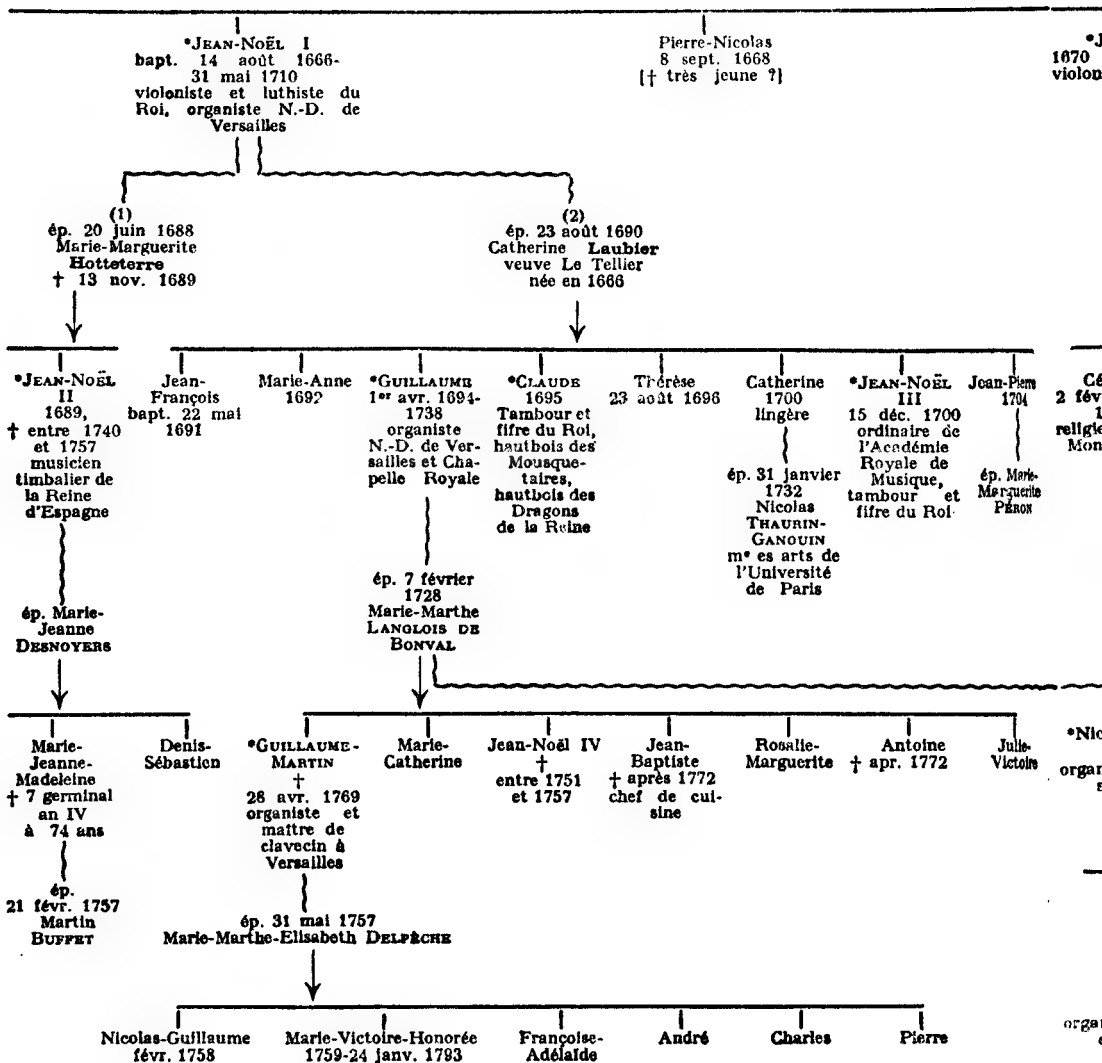 *JEAN-NOËL I
bapt. 14 août 1666-
31 mai 1710
violoniste et luthiste du
Roi, organiste N.-D. de
Versailles
Pierre-Nicolas
8 sept. 1668
[† très jeune ?]
*J
1670
violon
(1)
ép. 20 juin 1688
Marie-Marguerite
Hotteterre
† 13 nov. 1689
(2)
ép. 23 août 1690
Catherine Laubier
veuve Le Tellier
née en 1666
*JEAN-NOËL
II
1689,
† entre 1740
et 1757
musicien
timbalier de
la Reine
d'Espagne
ép. Marie-
Jeanne
DESNOYERS
Jean-
François
bapt. 22 mai
1691
Marie-Anne
1692
*GUILLAUME
1er avr. 1694-
1738
organiste
N.-D. de Ver-
sailles et Cha-
pelle Royale
ép. 7 février
1728
Marie-Marthe
LANGLOIS DE
BONVAL
*CLAUDE
1695
Tambour et
fifre du Roi,
hautbois des
Mousque-
taires,
hautbois des
Dragons
de la Reine
Thérèse
23 août 1696
Catherine
1700
lingère
ép. 31 janvier
1732
Nicolas
THAURIN-
GANOUIN
me es arts de
l'Université
de Paris
*JEAN-NOËL
III
15 déc. 1700
ordinaire de
l'Académie
Royale de
Musique,
tambour et
fifre du Roi
Jean-Pierre
1704
ép. Marie-
Marguerite
PÉRON
Cé
2 févr
1
religie
Mon
Marie-
Jeanne-
Madeleine
† 7 germinal
an IV
à 74 ans
ép.
21 févr. 1757
Martin
BUFFET
Denis-
Sébastien
*GUILLAUME-
MARTIN
†
28 avr. 1769
organiste et
maître de
clavecin à
Versailles
ép. 31 mai 1757
Marie-Marthe-Elisabeth DELPÈCHE
Marie-
Catherine
Jean-Noël IV
†
entre 1751
et 1757
Jean-
Baptiste
† après 1772
chef de cui-
sine
Rosalie-
Marguerite
Antoine
† apr. 1772
Julie-
Victoire
*Nic
organ
s
Nicolas-Guillaume
févr. 1758
Marie-Victoire-Honorée
1759-24 janv. 1793
Françoise-
Adélaïde
André
Charles
Pierre
organ